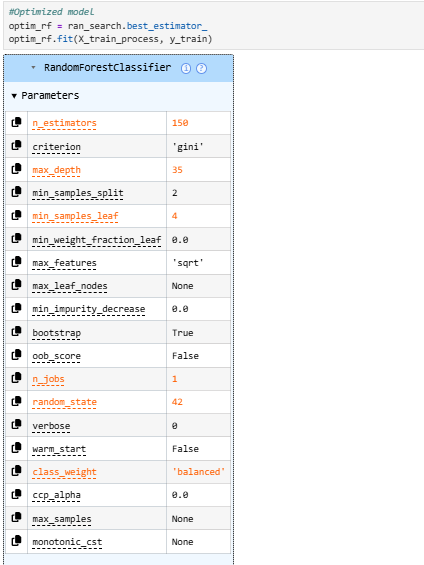 #Optimized model
optim_rf = ran_search.best_estimator_
optim_rf.fit(X_train_process, y_train)
RandomForestClassifier i ?
Parameters
n_estimators 150
criterion 'gini'
max_depth 35
min_samples_split 2
min_samples_leaf 4
min_weight_fraction_leaf 0.0
max_features 'sqrt'
max_leaf_nodes None
min_impurity_decrease 0.0
bootstrap True
oob_score False
n_jobs 1
random_state 42
verbose 0
warm_start False
class_weight 'balanced'
ccp_alpha 0.0
max_samples None
monotonic_cst None